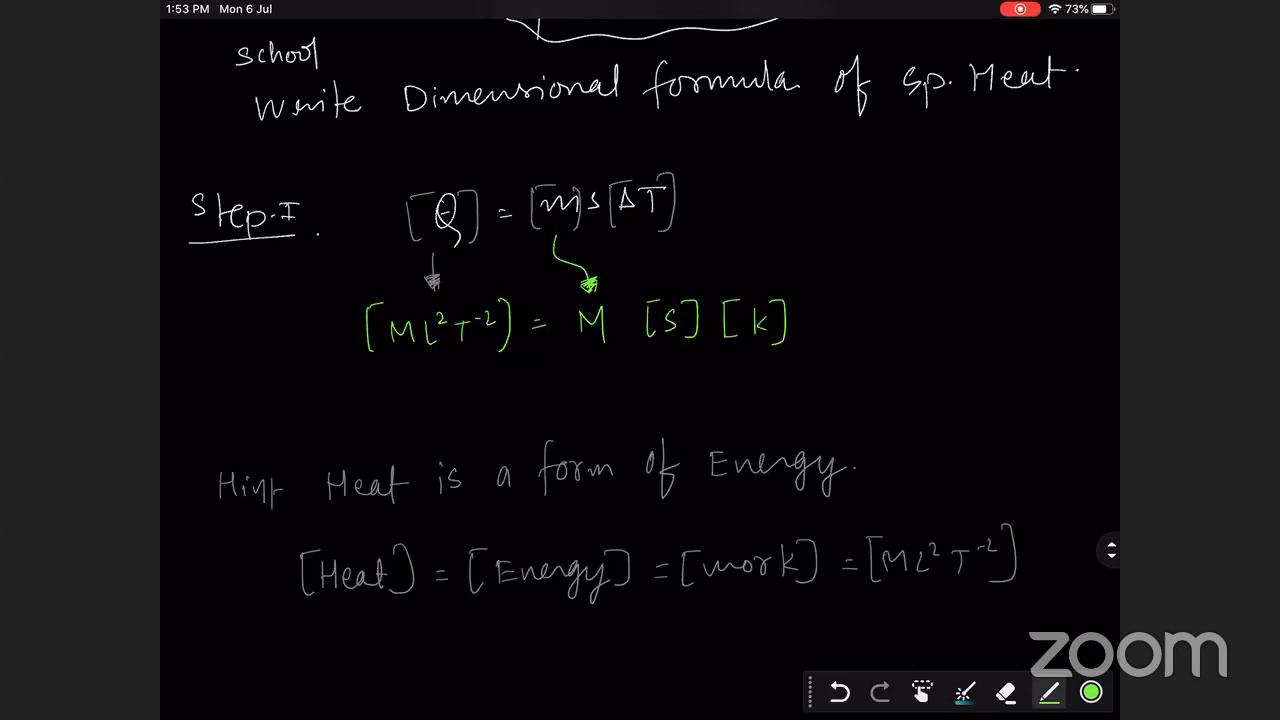 1:53 PM Mon 6 Jul 73%
school
Write Dimensional formula of sp. Heat.
Step-I. [Q] = [m]s[ΔT]
[ML²T⁻²] = M [S] [K]
Hint Heat is a form of Energy.
[Heat] = [Energy] = [work] = [ML²T⁻²]
zoom